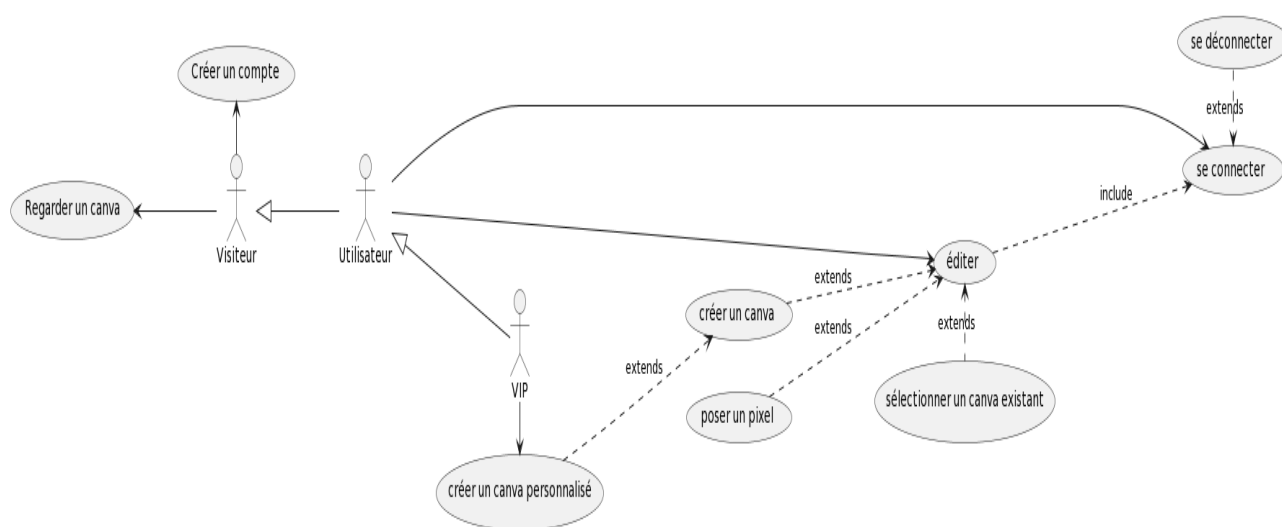 se déconnecter
Créer un compte
extends
se connecter
include
Regarder un canva
Visiteur
Utilisateur
éditer
extends
créer un canva
extends
extends
extends
VIP
sélectionner un canva existant
poser un pixel
créer un canva personnalisé